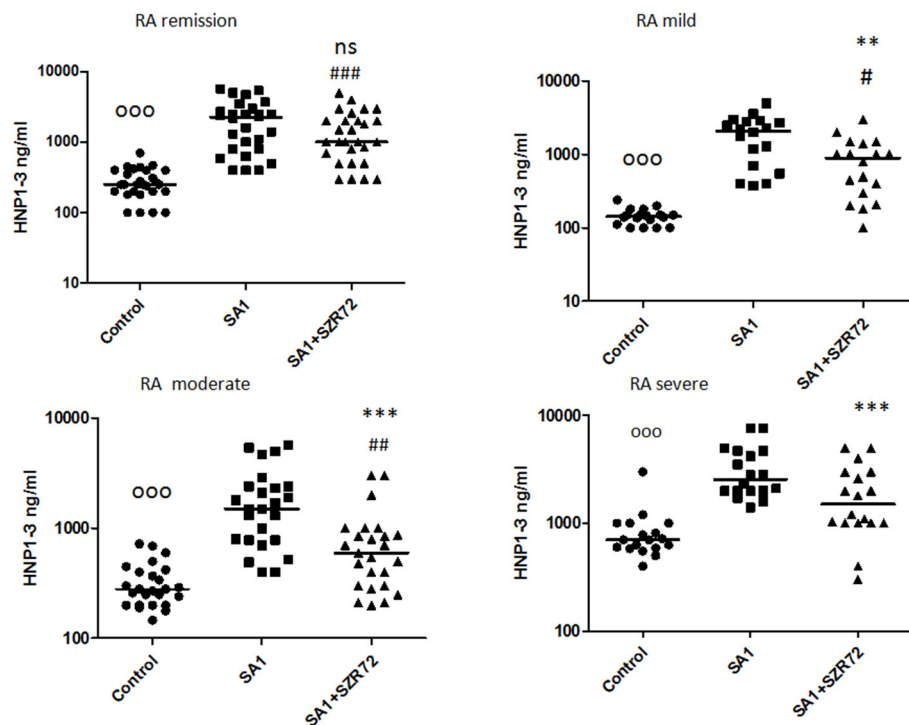 RA remission
ns
###
ooo
10000
1000
100
10
HNP1-3 ng/ml
Control
SA1
SA1+SZR72
RA mild
**
#
ooo
10000
1000
100
10
HNP1-3 ng/ml
Control
SA1
SA1+SZR72
RA moderate
***
##
ooo
10000
1000
100
HNP1-3 ng/ml
Control
SA1
SA1+SZR72
RA severe
***
ooo
10000
1000
100
HNP1-3 ng/ml
Control
SA1
SA1+SZR72